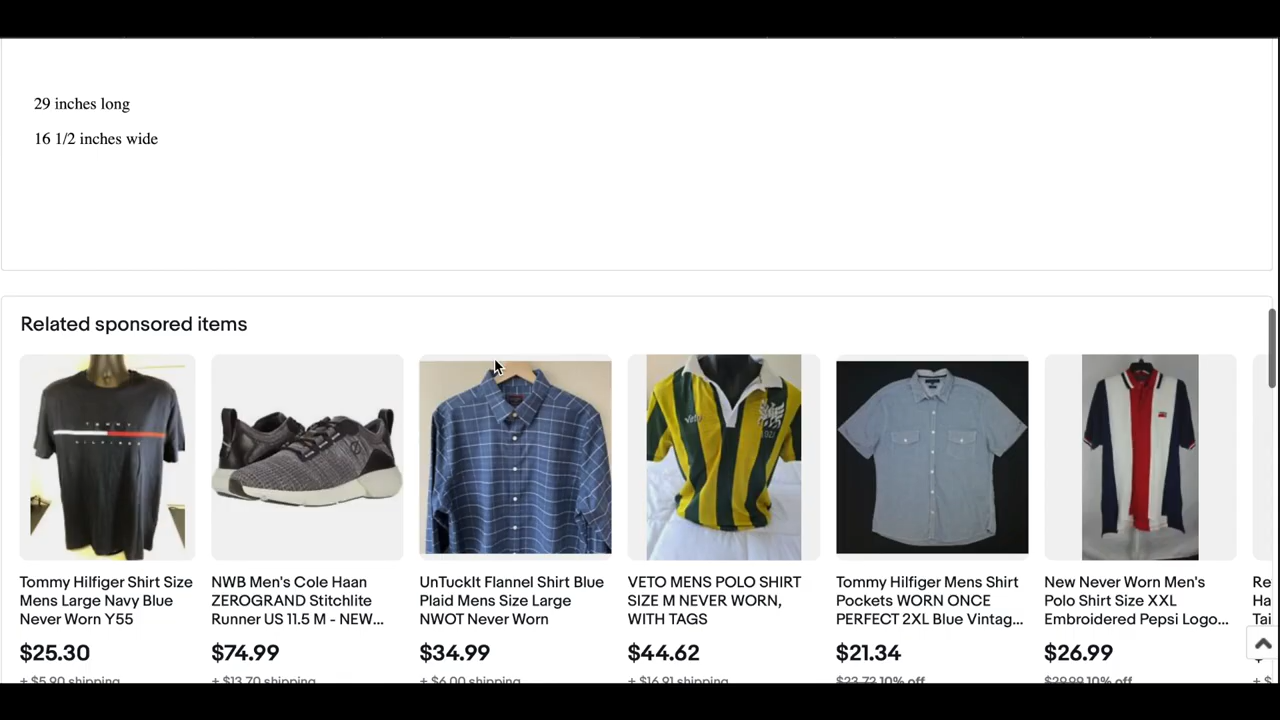 29 inches long
16 1/2 inches wide
Related sponsored items
TOMMY
HILFIGER
Tommy Hilfiger Shirt Size
Mens Large Navy Blue
Never Worn Y55
$25.30
+ $5.90 shipping
NWB Men's Cole Haan
ZEROGRAND Stitchlite
Runner US 11.5 M - NEW...
$74.99
+ $13.70 shipping
UnTuckIt Flannel Shirt Blue
Plaid Mens Size Large
NWOT Never Worn
$34.99
+ $6.00 shipping
VETO MENS POLO SHIRT
SIZE M NEVER WORN,
WITH TAGS
$44.62
+ $16.91 shipping
Tommy Hilfiger Mens Shirt
Pockets WORN ONCE
PERFECT 2XL Blue Vintag...
$21.34
$23.72 10% off
New Never Worn Men's
Polo Shirt Size XXL
Embroidered Pepsi Logo...
$26.99
$29.99 10% off
Re
Ha
Tai
+ $